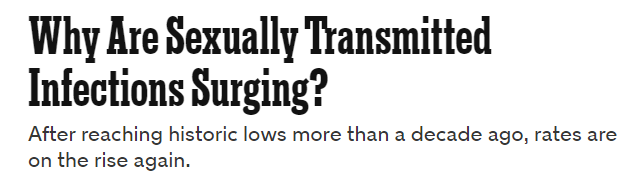 Why Are Sexually Transmitted
Infections Surging?
After reaching historic lows more than a decade ago, rates are
on the rise again.